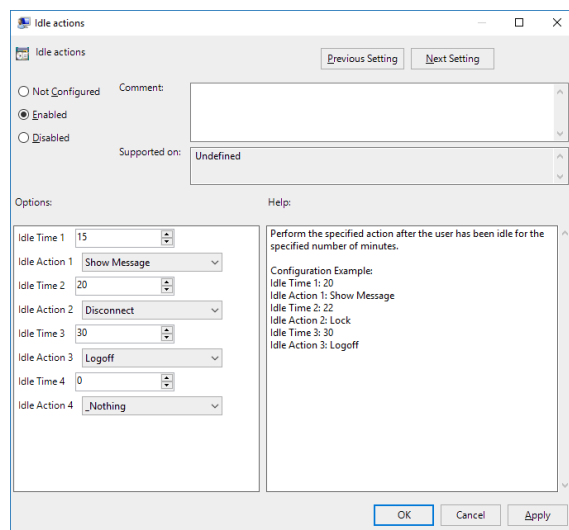 Idle actions
Idle actions
Previous Setting
Next Setting
Not Configured
Comment:
Enabled
Disabled
Supported on:
Undefined
Options:
Help:
Idle Time 1 15
Idle Action 1 Show Message
Idle Time 2 20
Idle Action 2 Disconnect
Idle Time 3 30
Idle Action 3 Logoff
Idle Time 4 0
Idle Action 4 _Nothing
Perform the specified action after the user has been idle for the
specified number of minutes.
Configuration Example:
Idle Time 1: 20
Idle Action 1: Show Message
Idle Time 2: 22
Idle Action 2: Lock
Idle Time 3: 30
Idle Action 3: Logoff
OK
Cancel
Apply